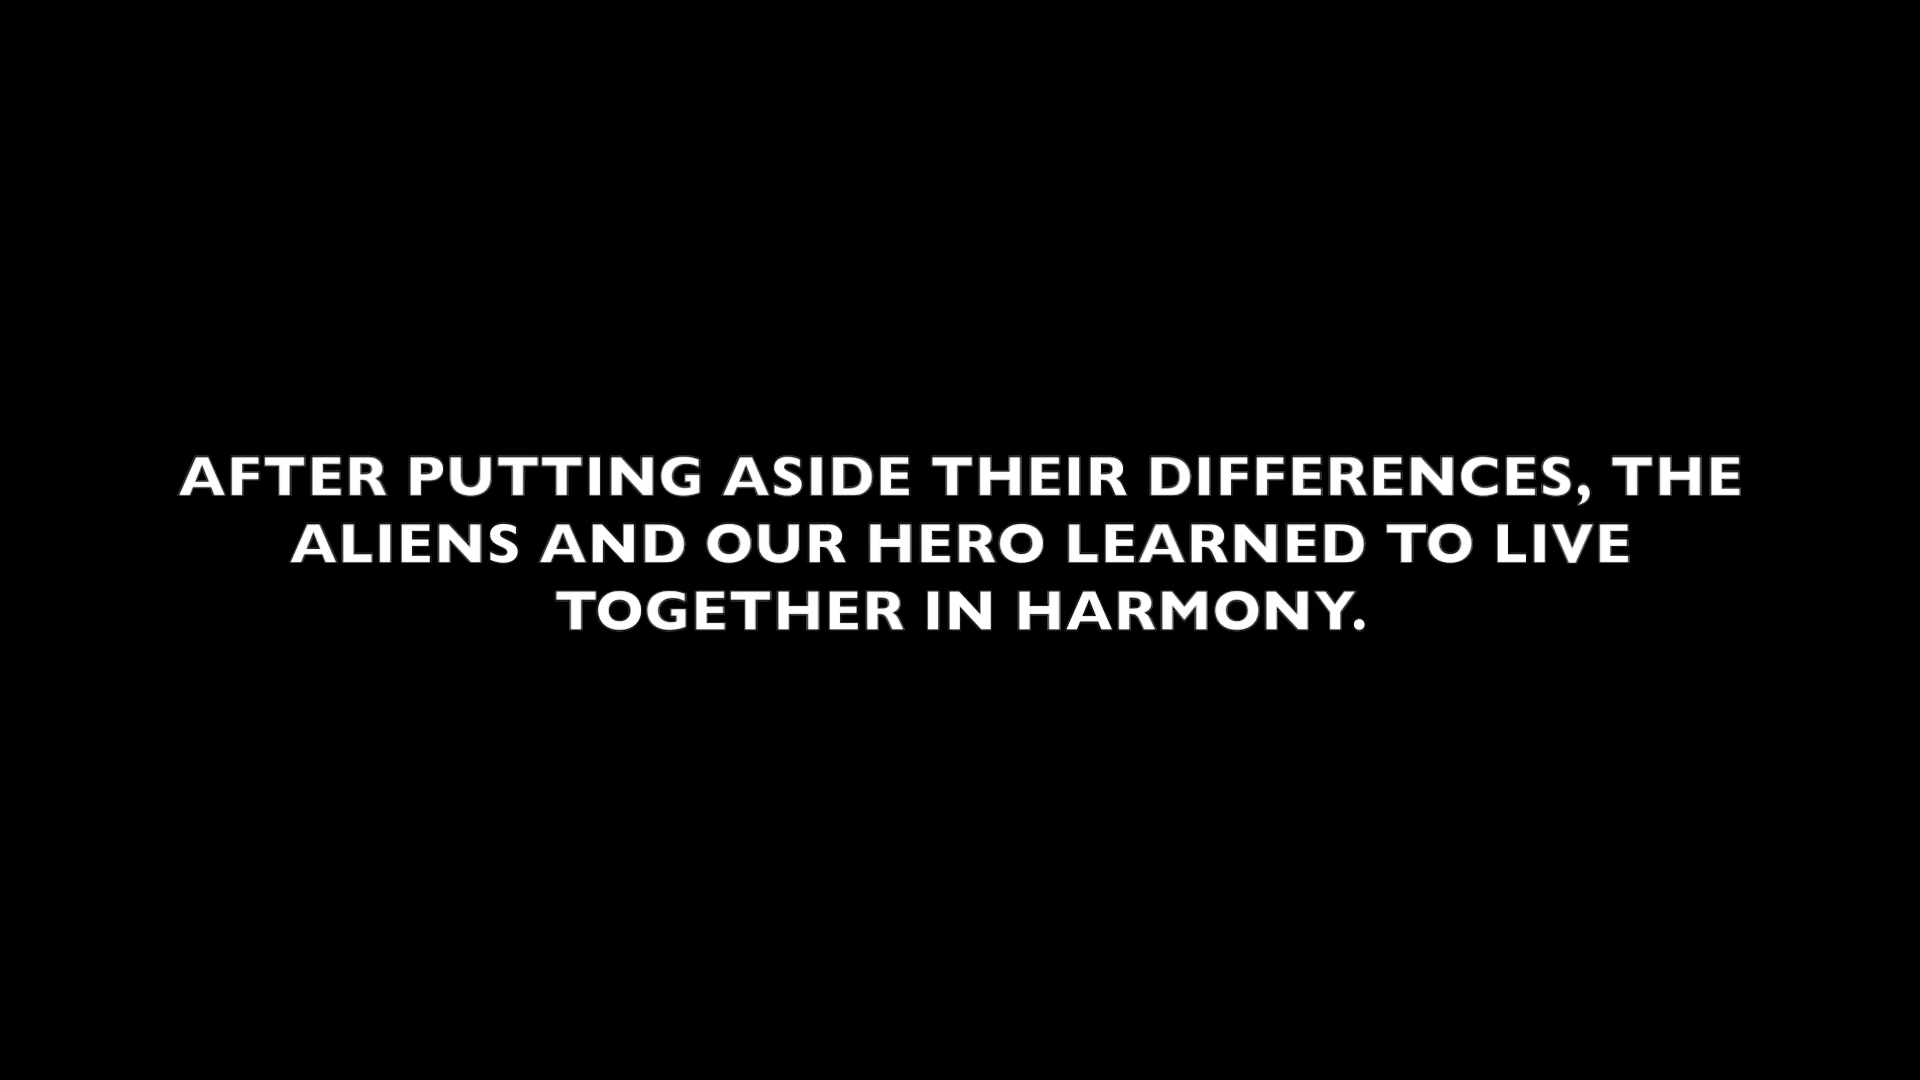 AFTER PUTTING ASIDE THEIR DIFFERENCES, THE
ALIENS AND OUR HERO LEARNED TO LIVE
TOGETHER IN HARMONY.